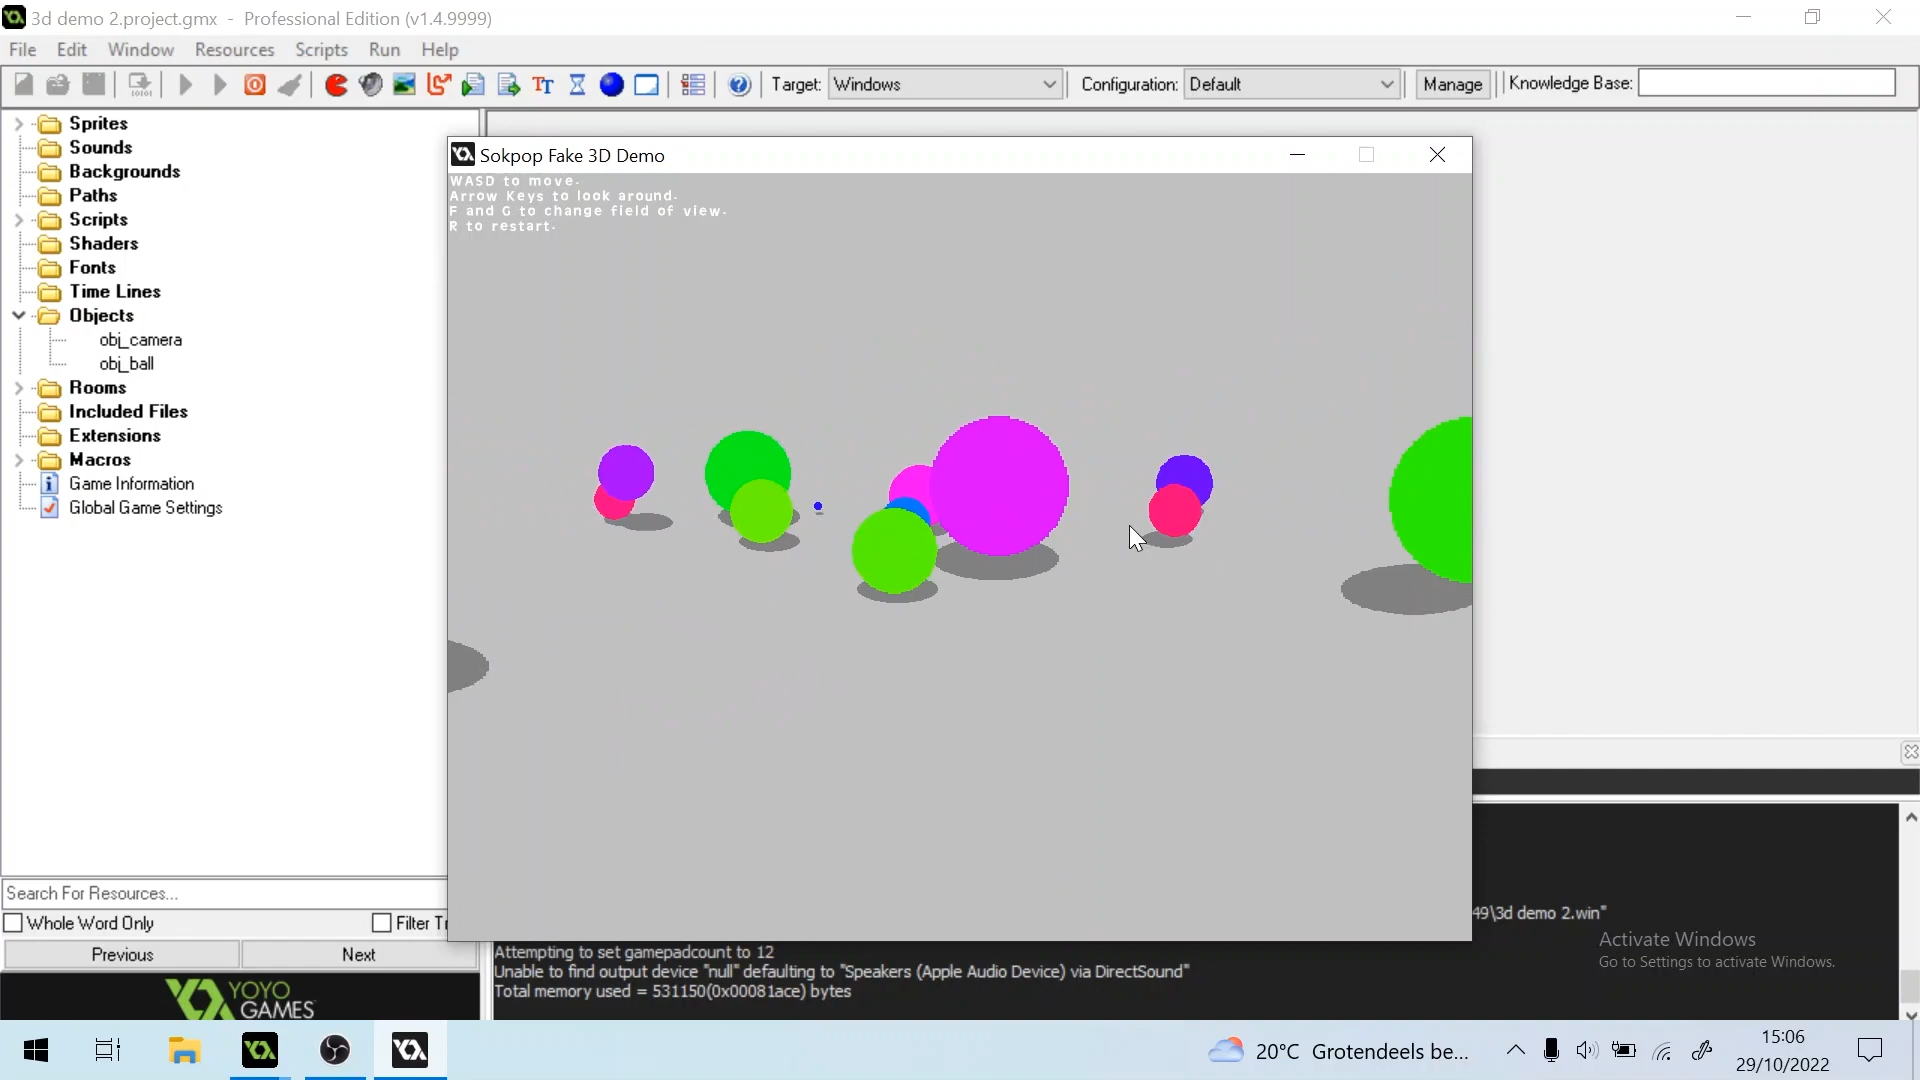 3d demo 2.project.gmx - Professional Edition (v1.4.9999)
File Edit Window Resources Scripts Run Help
Target: Windows Configuration: Default Manage Knowledge Base:
Sprites
Sounds
Backgrounds
Paths
Scripts
Shaders
Fonts
Time Lines
Objects
obj_camera
obj_ball
Rooms
Included Files
Extensions
Macros
Game Information
Global Game Settings
Sokpop Fake 3D Demo
WASD to move.
Arrow Keys to look around.
F and G to change field of view.
R to restart.
Search For Resources...
Whole Word Only Filter
Previous Next
YOYO
GAMES
49\3d demo 2.win"
Attempting to set gamepadcount to 12
Unable to find output device "null" defaulting to "Speakers (Apple Audio Device) via DirectSound"
Total memory used = 531150(0x00081ace) bytes
Activate Windows
Go to Settings to activate Windows.
20°C Grotendeels be...
15:06
29/10/2022